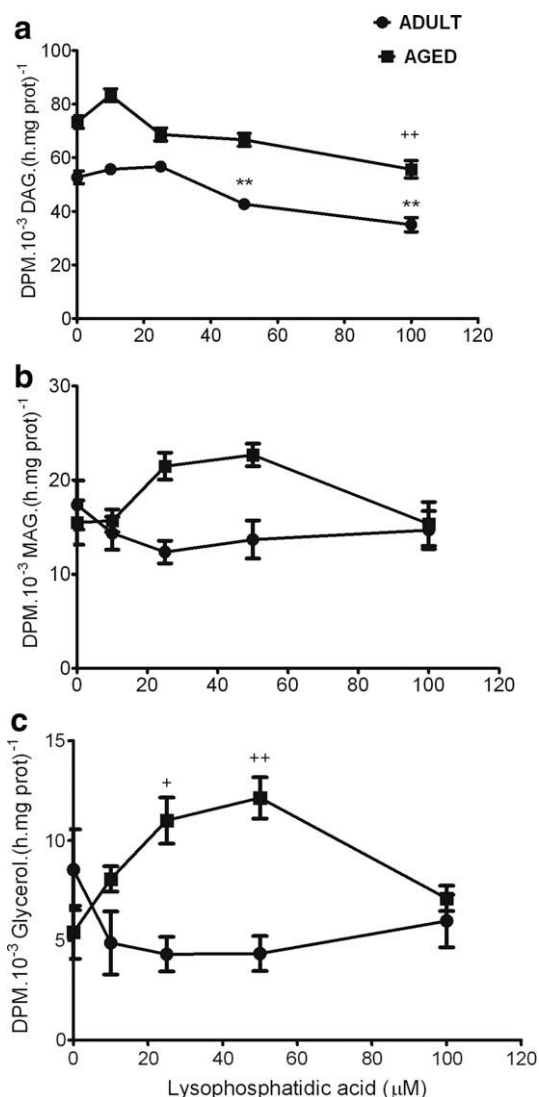 a
ADULT
AGED
DPM.10⁻³ DAG.(h.mg prot)⁻¹
100
80
60
40
20
0
++
**
**
0 20 40 60 80 100 120
b
DPM.10⁻³ MAG.(h.mg prot)⁻¹
30
20
10
0
0 20 40 60 80 100 120
c
DPM.10⁻³ Glycerol.(h.mg prot)⁻¹
15
10
5
0
+
++
0 20 40 60 80 100 120
Lysophosphatidic acid (μM)